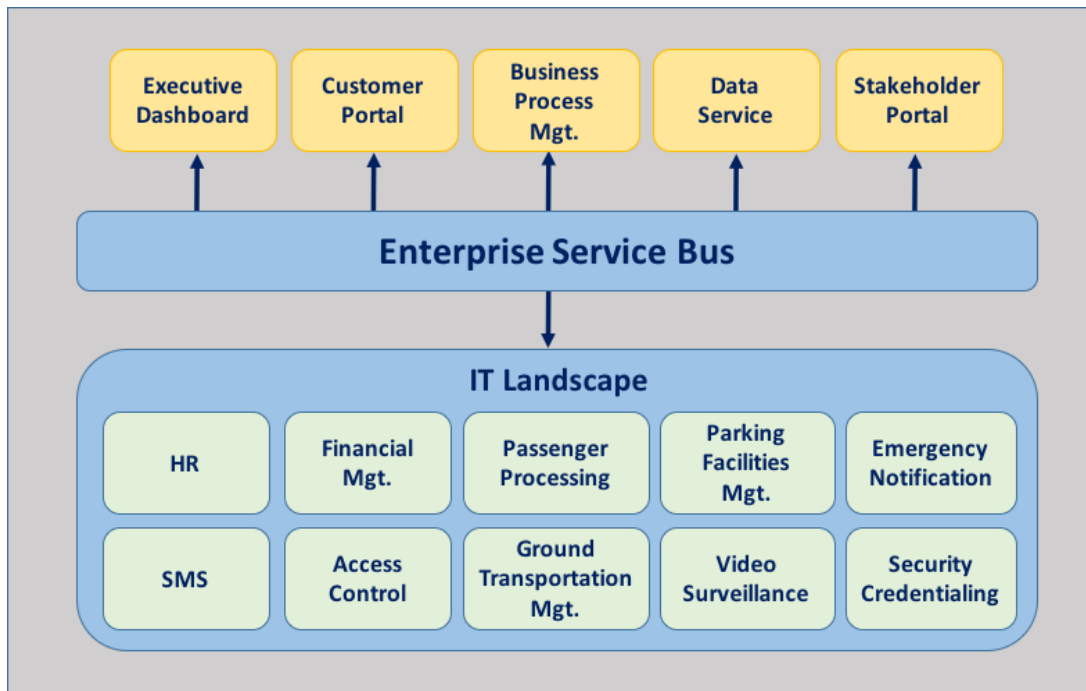 Executive
Dashboard
Customer
Portal
Business
Process
Mgt.
Data
Service
Stakeholder
Portal
Enterprise Service Bus
IT Landscape
HR
Financial
Mgt.
Passenger
Processing
Parking
Facilities
Mgt.
Emergency
Notification
SMS
Access
Control
Ground
Transportation
Mgt.
Video
Surveillance
Security
Credentialing